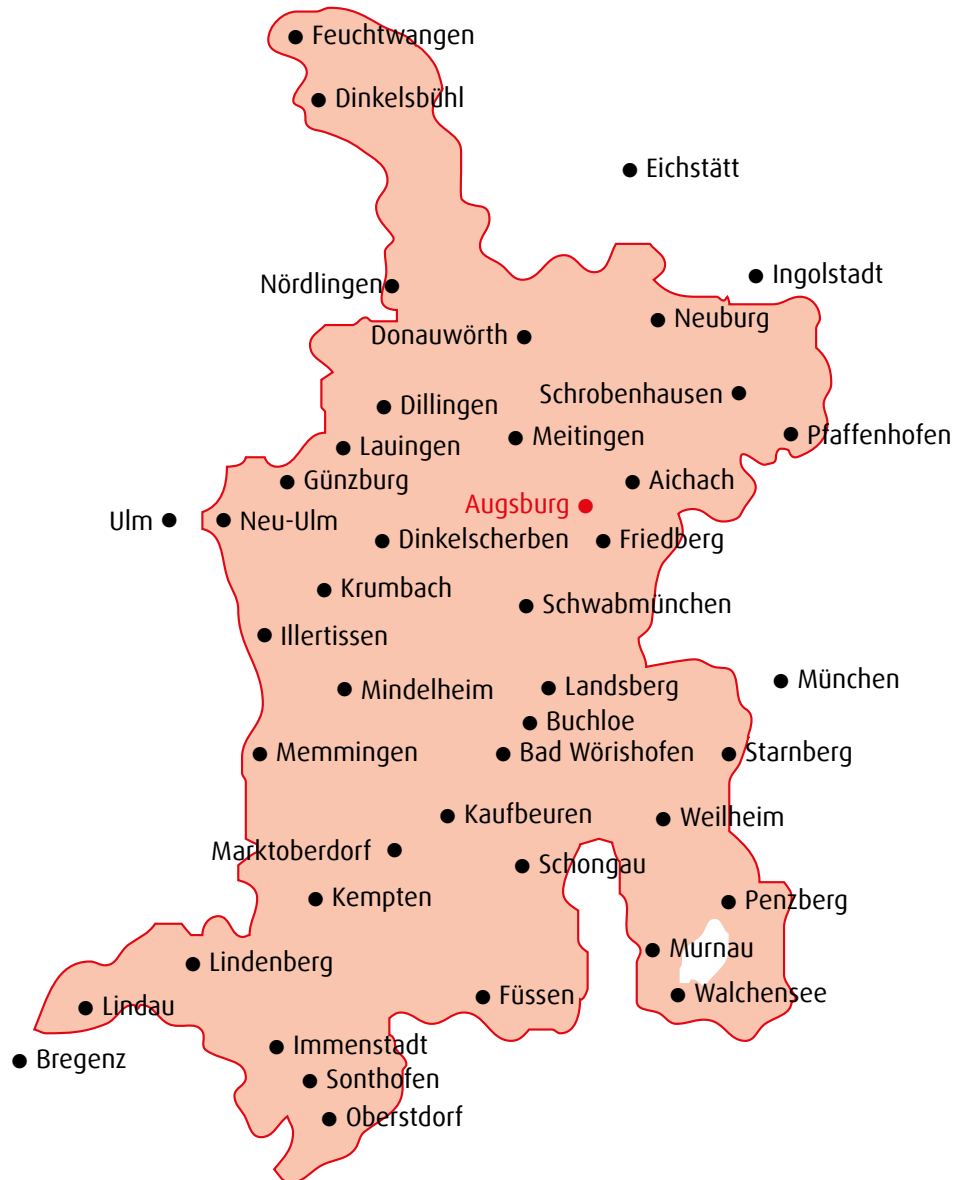 Feuchtwangen
Dinkelsbühl
Eichstätt
Ingolstadt
Nördlingen
Neuburg
Donauwörth
Schrobenhausen
Dillingen
Pfaffenhofen
Meitingen
Lauingen
Günzburg
Aichach
Augsburg
Ulm
Neu-Ulm
Dinkelscherben
Friedberg
Krumbach
Schwabmünchen
Illertissen
München
Mindelheim
Landsberg
Buchloe
Memmingen
Bad Wörishofen
Starnberg
Kaufbeuren
Weilheim
Marktoberdorf
Schongau
Kempten
Penzberg
Murnau
Lindenberg
Walchensee
Füssen
Lindau
Immenstadt
Bregenz
Sonthofen
Oberstdorf